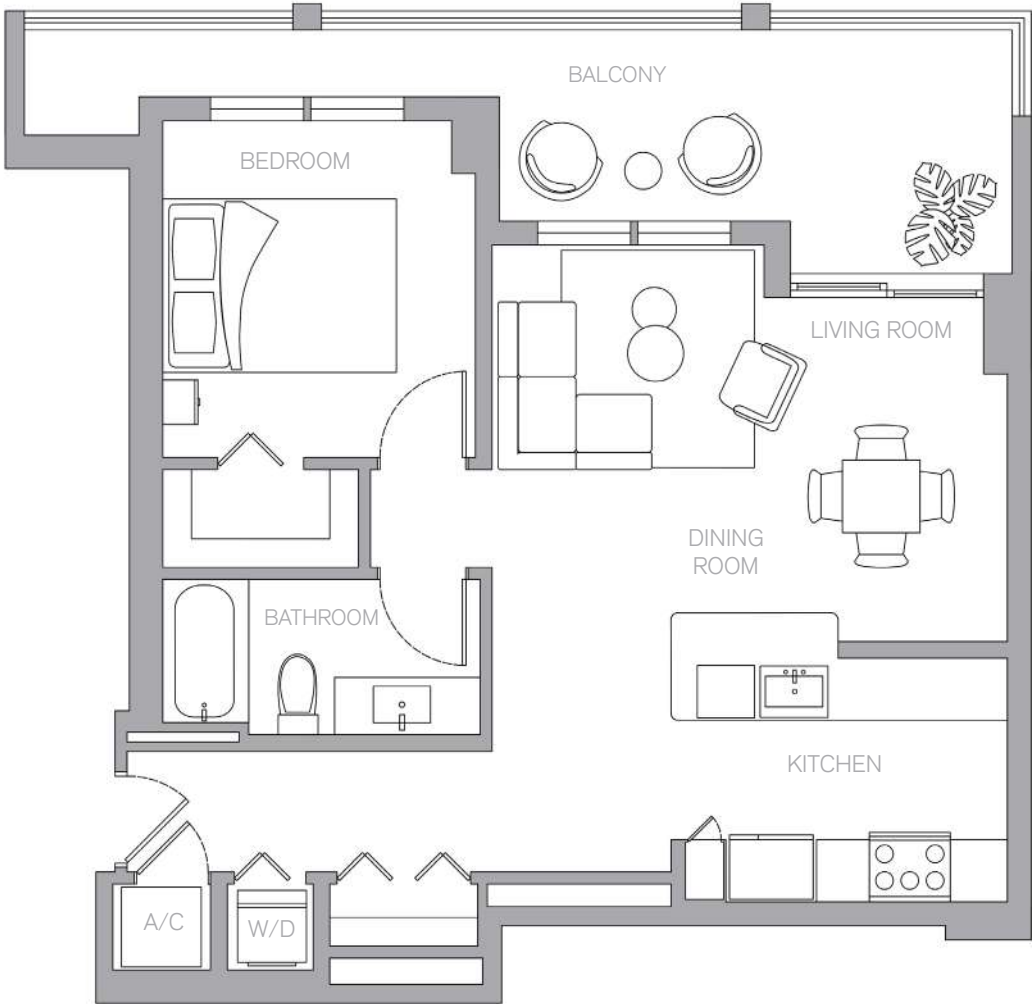 BALCONY
BEDROOM
LIVING ROOM
DINING
ROOM
BATHROOM
KITCHEN
A/C
W/D